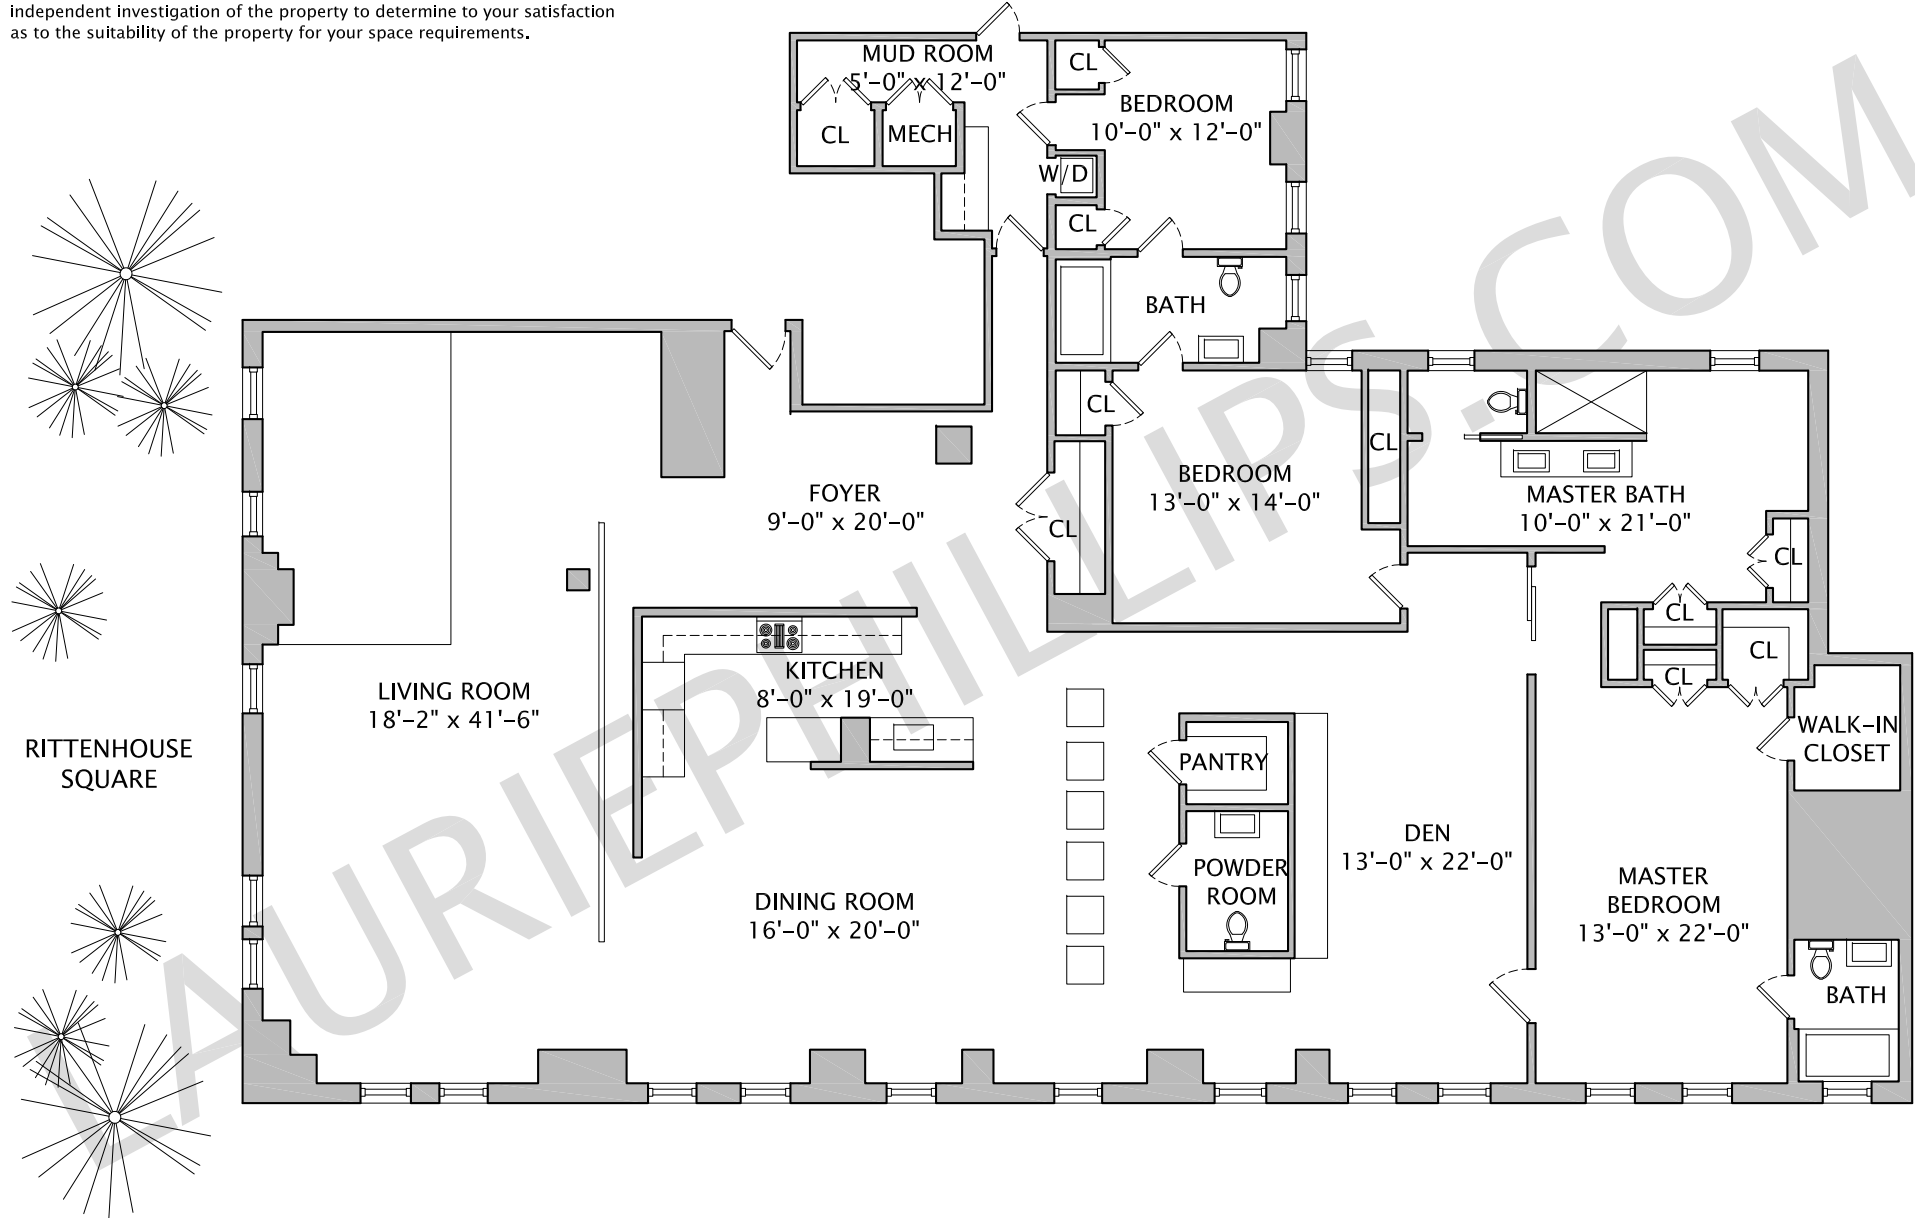 independent investigation of the property to determine to your satisfaction
as to the suitability of the property for your space requirements.
MUD ROOM
5'-0" x 12'-0"
CL
BEDROOM
10'-0" x 12'-0"
CL
MECH
W/D
CL
BATH
CL
CL
BEDROOM
13'-0" x 14'-0"
CL
MASTER BATH
10'-0" x 21'-0"
FOYER
9'-0" x 20'-0"
CL
CL
CL
CL
KITCHEN
8'-0" x 19'-0"
LIVING ROOM
18'-2" x 41'-6"
RITTENHOUSE
SQUARE
WALK-IN
CLOSET
PANTRY
DEN
13'-0" x 22'-0"
POWDER
ROOM
DINING ROOM
16'-0" x 20'-0"
MASTER
BEDROOM
13'-0" x 22'-0"
BATH
LAURIEPHILLIPS.COM